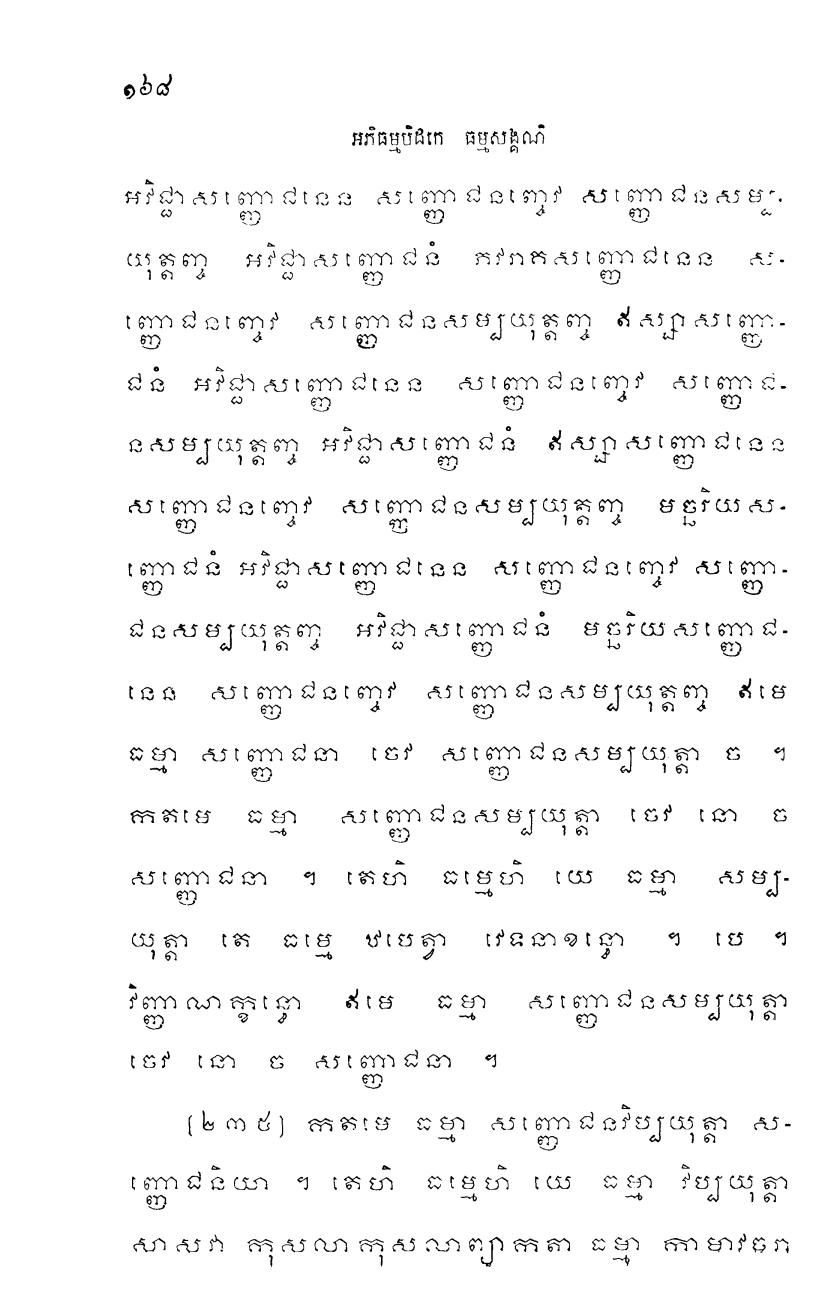 ១៦៨
អភិធម្មបិដកេ ធម្មសង្គណិ
អវិជ្ជាសញ្ញោជនេន សញ្ញោជនញ្ចេវ សញ្ញោជនសម្ប-
យុត្តញ្ច អវិជ្ជាសញ្ញោជនំ ភវរាគសញ្ញោជនេន ស-
ញ្ញោជនញ្ចេវ សញ្ញោជនសម្បយុត្តញ្ច ឥស្សាសញ្ញោ-
ជនំ អវិជ្ជាសញ្ញោជនេន សញ្ញោជនញ្ចេវ សញ្ញោជ-
នសម្បយុត្តញ្ច អវិជ្ជាសញ្ញោជនំ ឥស្សាសញ្ញោជនេន
សញ្ញោជនញ្ចេវ សញ្ញោជនសម្បយុត្តញ្ច មច្ឆរិយស-
ញ្ញោជនំ អវិជ្ជាសញ្ញោជនេន សញ្ញោជនញ្ចេវ សញ្ញោ-
ជនសម្បយុត្តញ្ច អវិជ្ជាសញ្ញោជនំ មច្ឆរិយសញ្ញោជ-
នេន សញ្ញោជនញ្ចេវ សញ្ញោជនសម្បយុត្តញ្ច ឥមេ
ធម្មា សញ្ញោជនា ចេវ សញ្ញោជនសម្បយុត្តា ច ។
កតមេ ធម្មា សញ្ញោជនសម្បយុត្តា ចេវ នោ ច
សញ្ញោជនា ។ តេហិ ធម្មេហិ យេ ធម្មា សម្ប-
យុត្តា តេ ធម្មេ ឋបេត្វា វេទនាខន្ធោ ។ បេ ។
វិញ្ញាណក្ខន្ធោ ឥមេ ធម្មា សញ្ញោជនសម្បយុត្តា
ចេវ នោ ច សញ្ញោជនា ។
[២៣៥] កតមេ ធម្មា សញ្ញោជនវិប្បយុត្តា ស-
ញ្ញោជនិយា ។ តេហិ ធម្មេហិ យេ ធម្មា វិប្បយុត្តា
សាសវា កុសលាកុសលាព្យាកតា ធម្មា កាមាវចរា